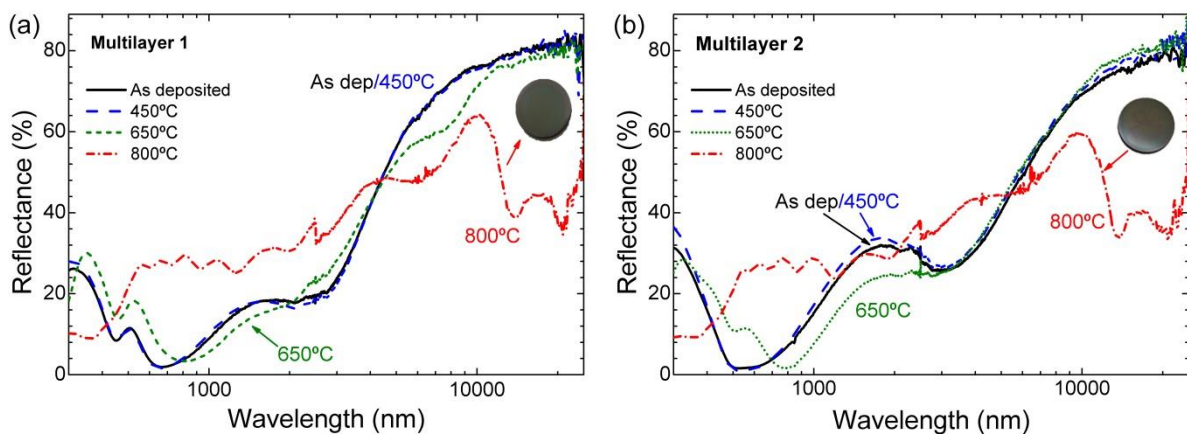 (a)
Multilayer 1
As deposited
450ºC
650ºC
800ºC
As dep/450ºC
800ºC
650ºC
Reflectance (%)
0
20
40
60
80
1000
10000
Wavelength (nm)
(b)
Multilayer 2
As deposited
450ºC
650ºC
800ºC
As dep/450ºC
800ºC
650ºC
Reflectance (%)
0
20
40
60
80
1000
10000
Wavelength (nm)